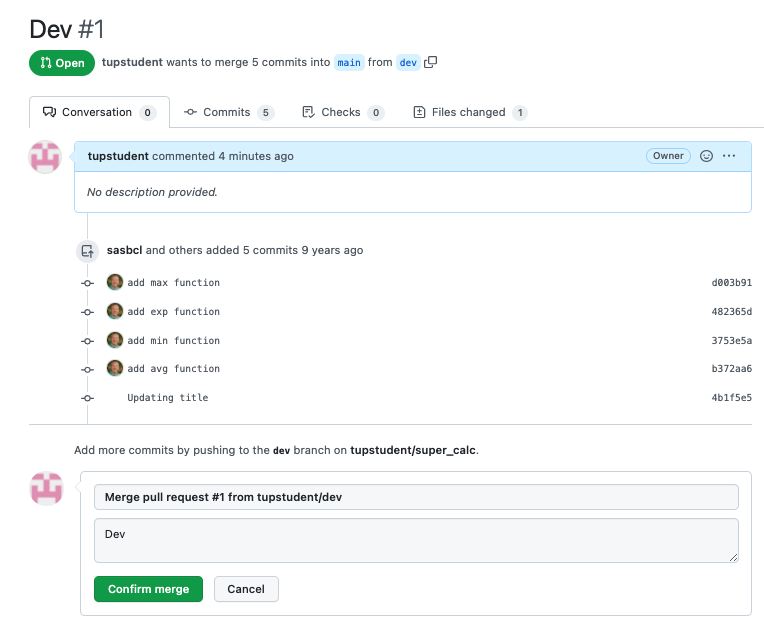 Dev #1
Open tupstudent wants to merge 5 commits into main from dev
Conversation 0 Commits 5 Checks 0 Files changed 1
tupstudent commented 4 minutes ago Owner
No description provided.
sasbcl and others added 5 commits 9 years ago
add max function d003b91
add exp function 482365d
add min function 3753e5a
add avg function b372aa6
Updating title 4b1f5e5
Add more commits by pushing to the dev branch on tupstudent/super_calc.
Merge pull request #1 from tupstudent/dev
Dev
Confirm merge Cancel